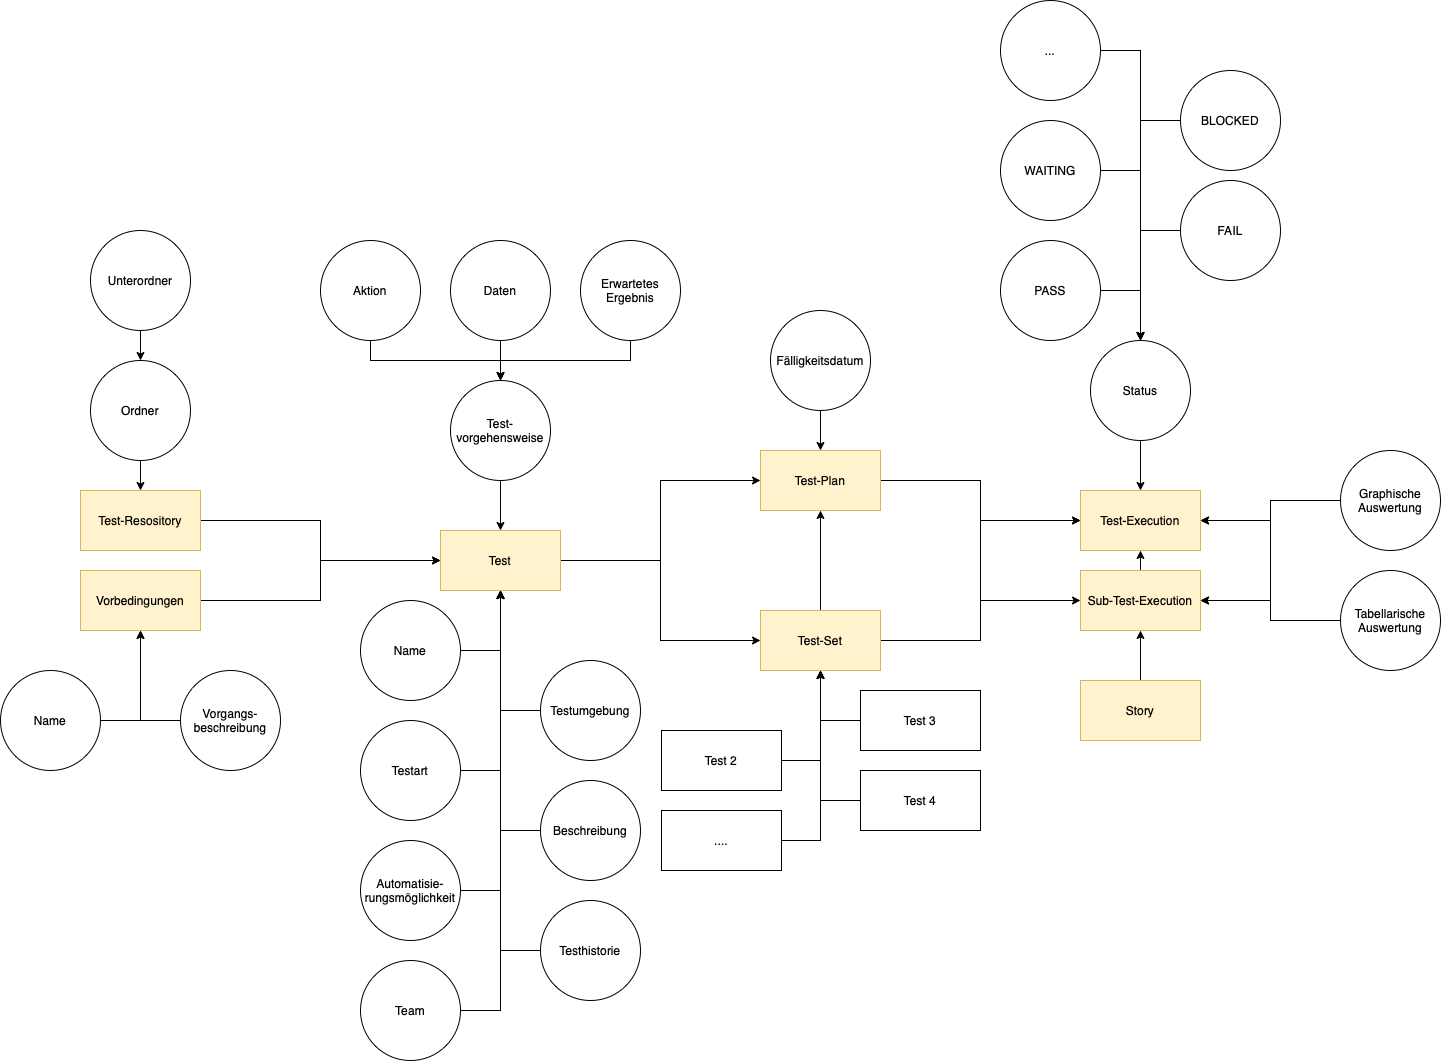 ...
BLOCKED
WAITING
FAIL
PASS
Unterordner
Aktion
Daten
Erwartetes
Ergebnis
Fälligkeitsdatum
Status
Ordner
Test-
vorgehensweise
Test-Resository
Test
Test-Plan
Test-Execution
Graphische
Auswertung
Vorbedingungen
Test-Set
Sub-Test-Execution
Tabellarische
Auswertung
Name
Vorgangs-
beschreibung
Name
Testumgebung
Testart
Beschreibung
Automatisie-
rungsmöglichkeit
Testhistorie
Team
Test 3
Test 2
Test 4
....
Story